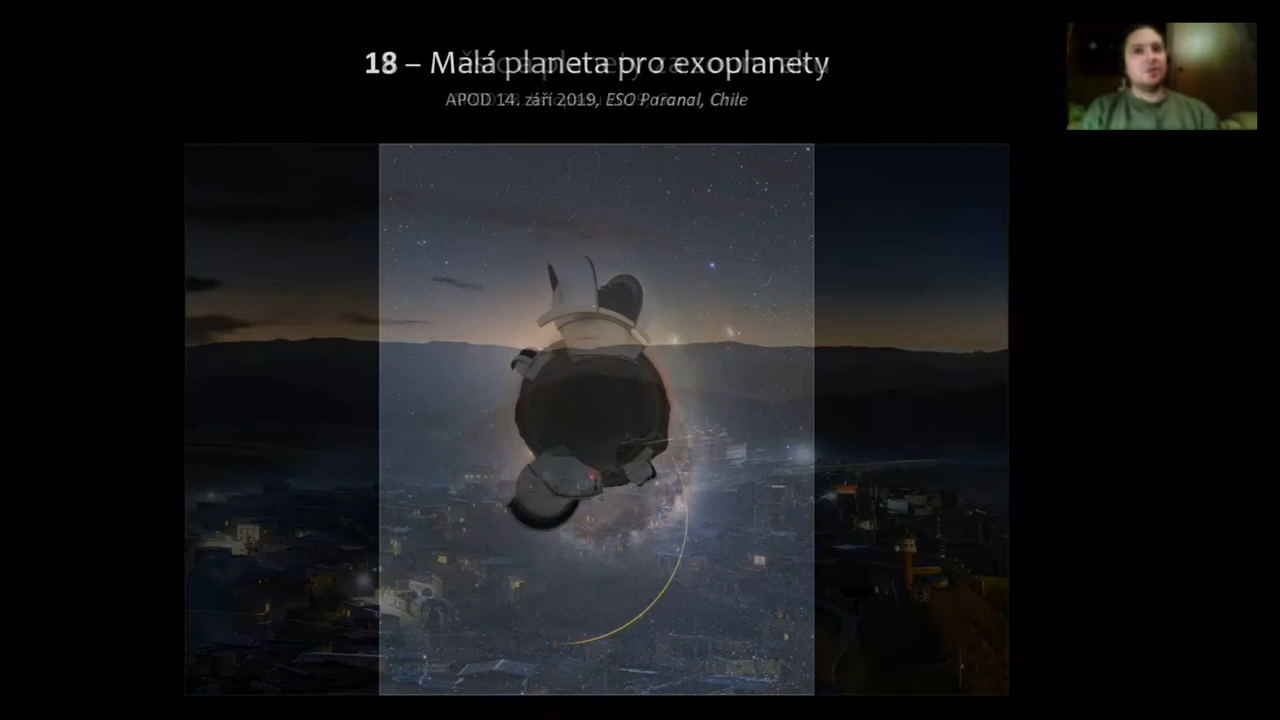 18 – Malá planeta pro exoplanety
APOD 14. září 2019, ESO Paranal, Chile